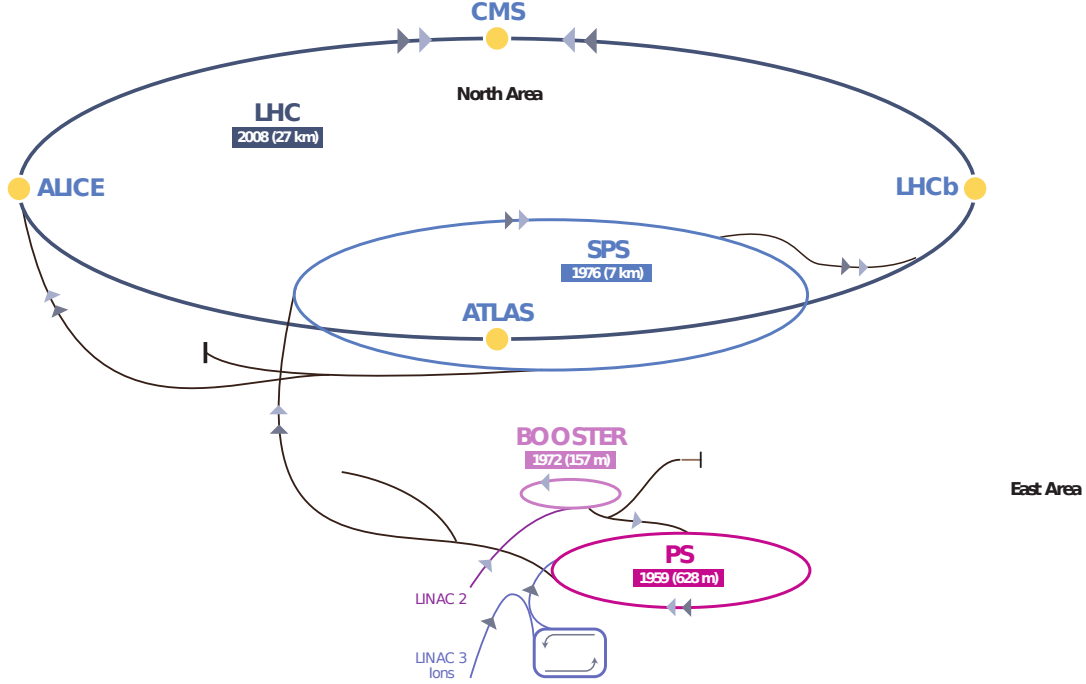 CMS
North Area
LHC
2008 (27 km)
ALICE
LHCb
SPS
1976 (7 km)
ATLAS
BOOSTER
1972 (157 m)
East Area
PS
1959 (628 m)
LINAC 2
LINAC 3
Ions